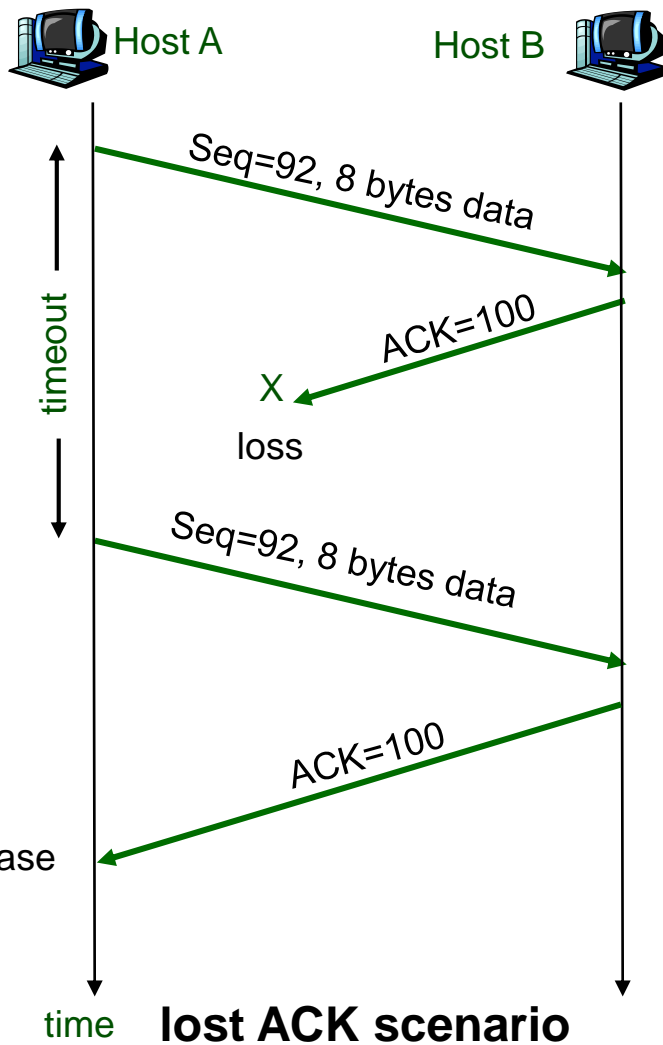 Host A
Host B
Seq=92, 8 bytes data
ACK=100
timeout
X
loss
Seq=92, 8 bytes data
ACK=100
ase
time
lost ACK scenario